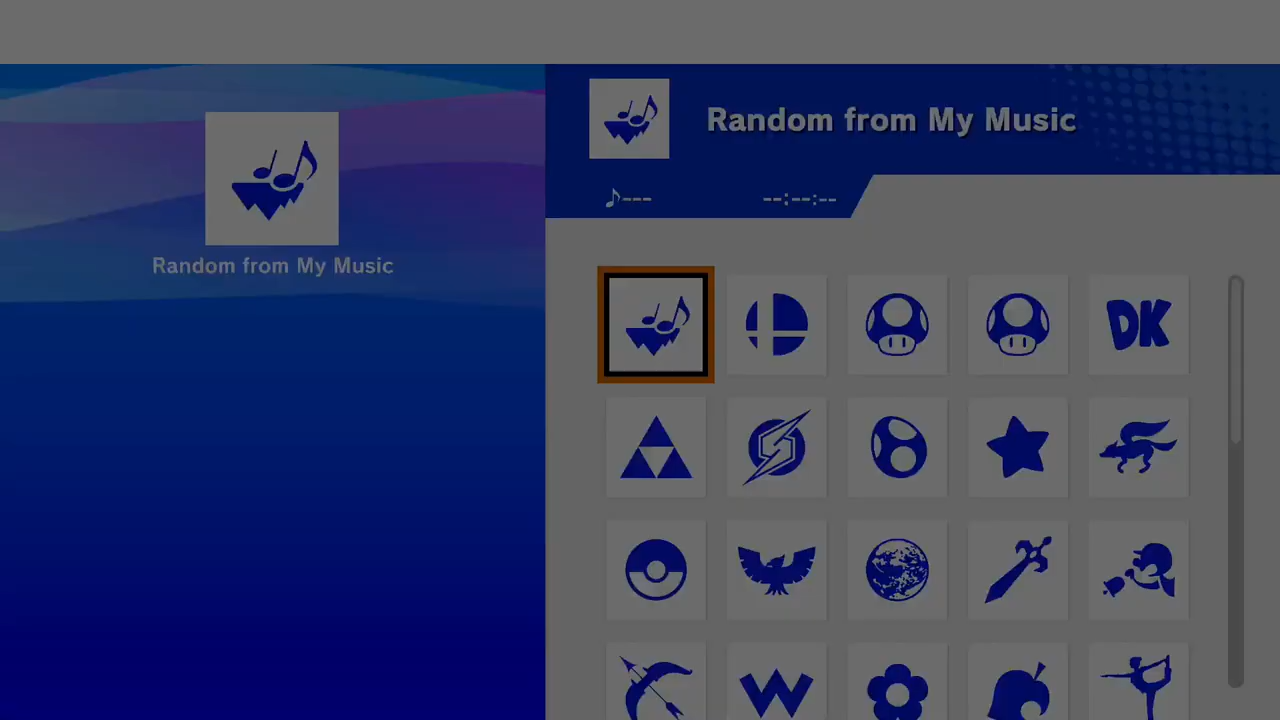 Random from My Music
Random from My Music
♪---
--:--:--
DK
W